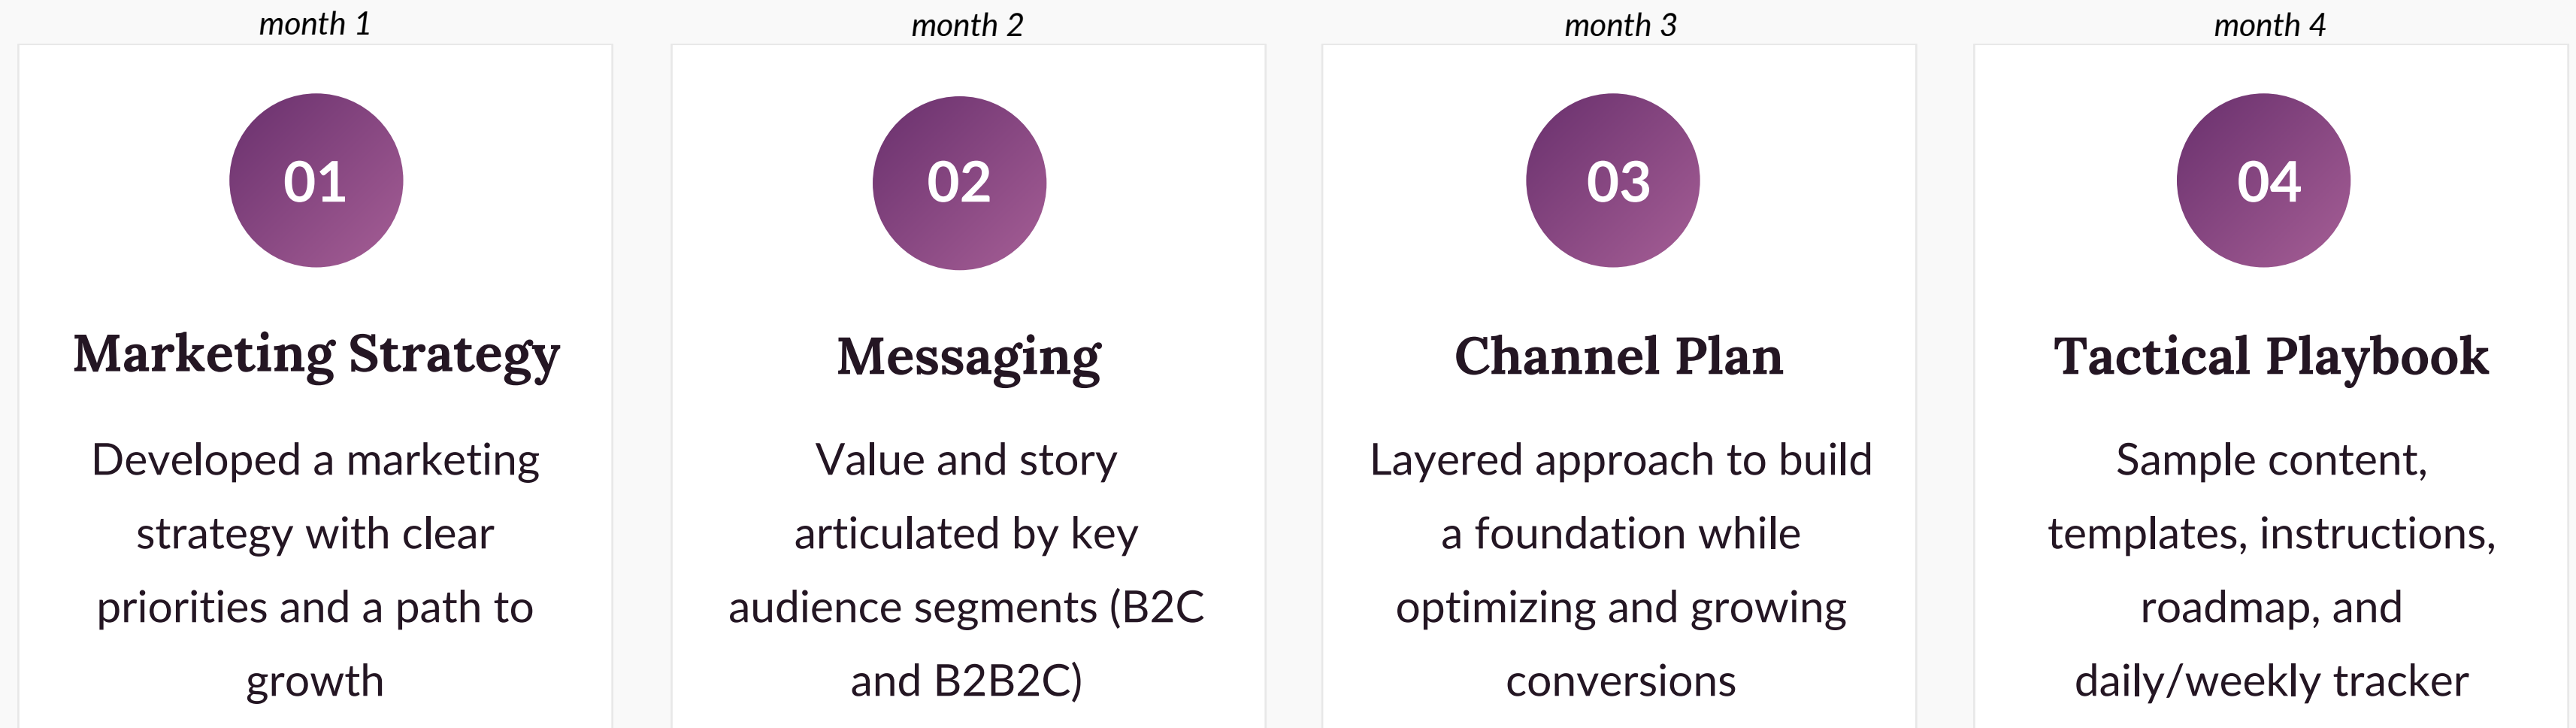 month 1
01
Marketing Strategy
Developed a marketing
strategy with clear
priorities and a path to
growth
month 2
02
Messaging
Value and story
articulated by key
audience segments (B2C
and B2B2C)
month 3
03
Channel Plan
Layered approach to build
a foundation while
optimizing and growing
conversions
month 4
04
Tactical Playbook
Sample content,
templates, instructions,
roadmap, and
daily/weekly tracker